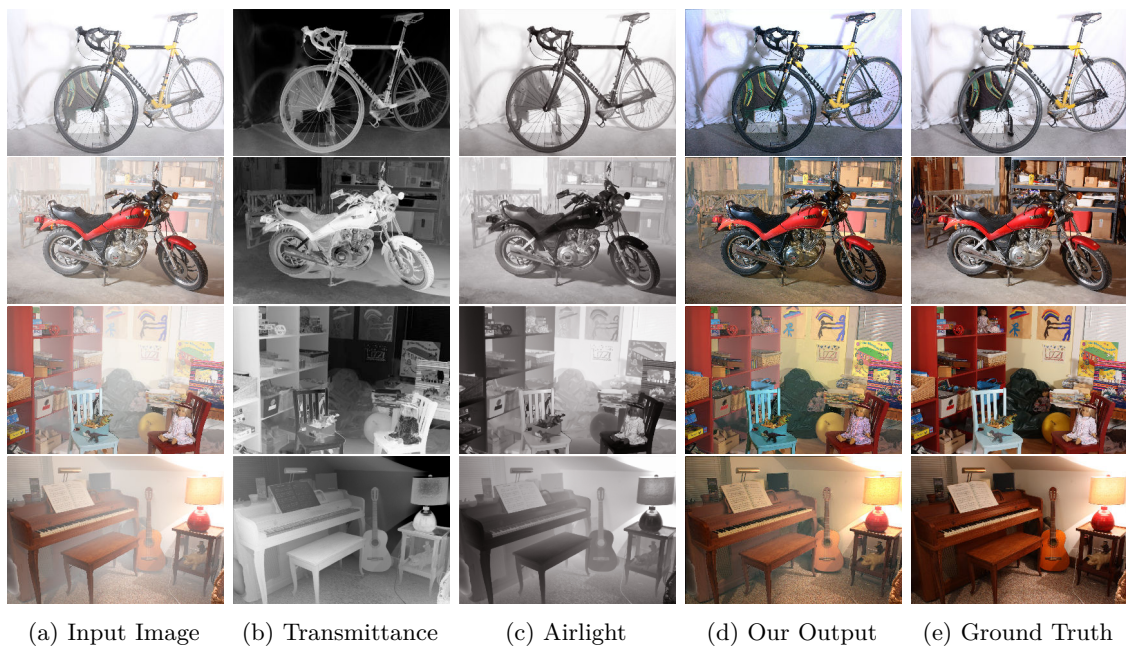 (a) Input Image
(b) Transmittance
(c) Airlight
(d) Our Output
(e) Ground Truth